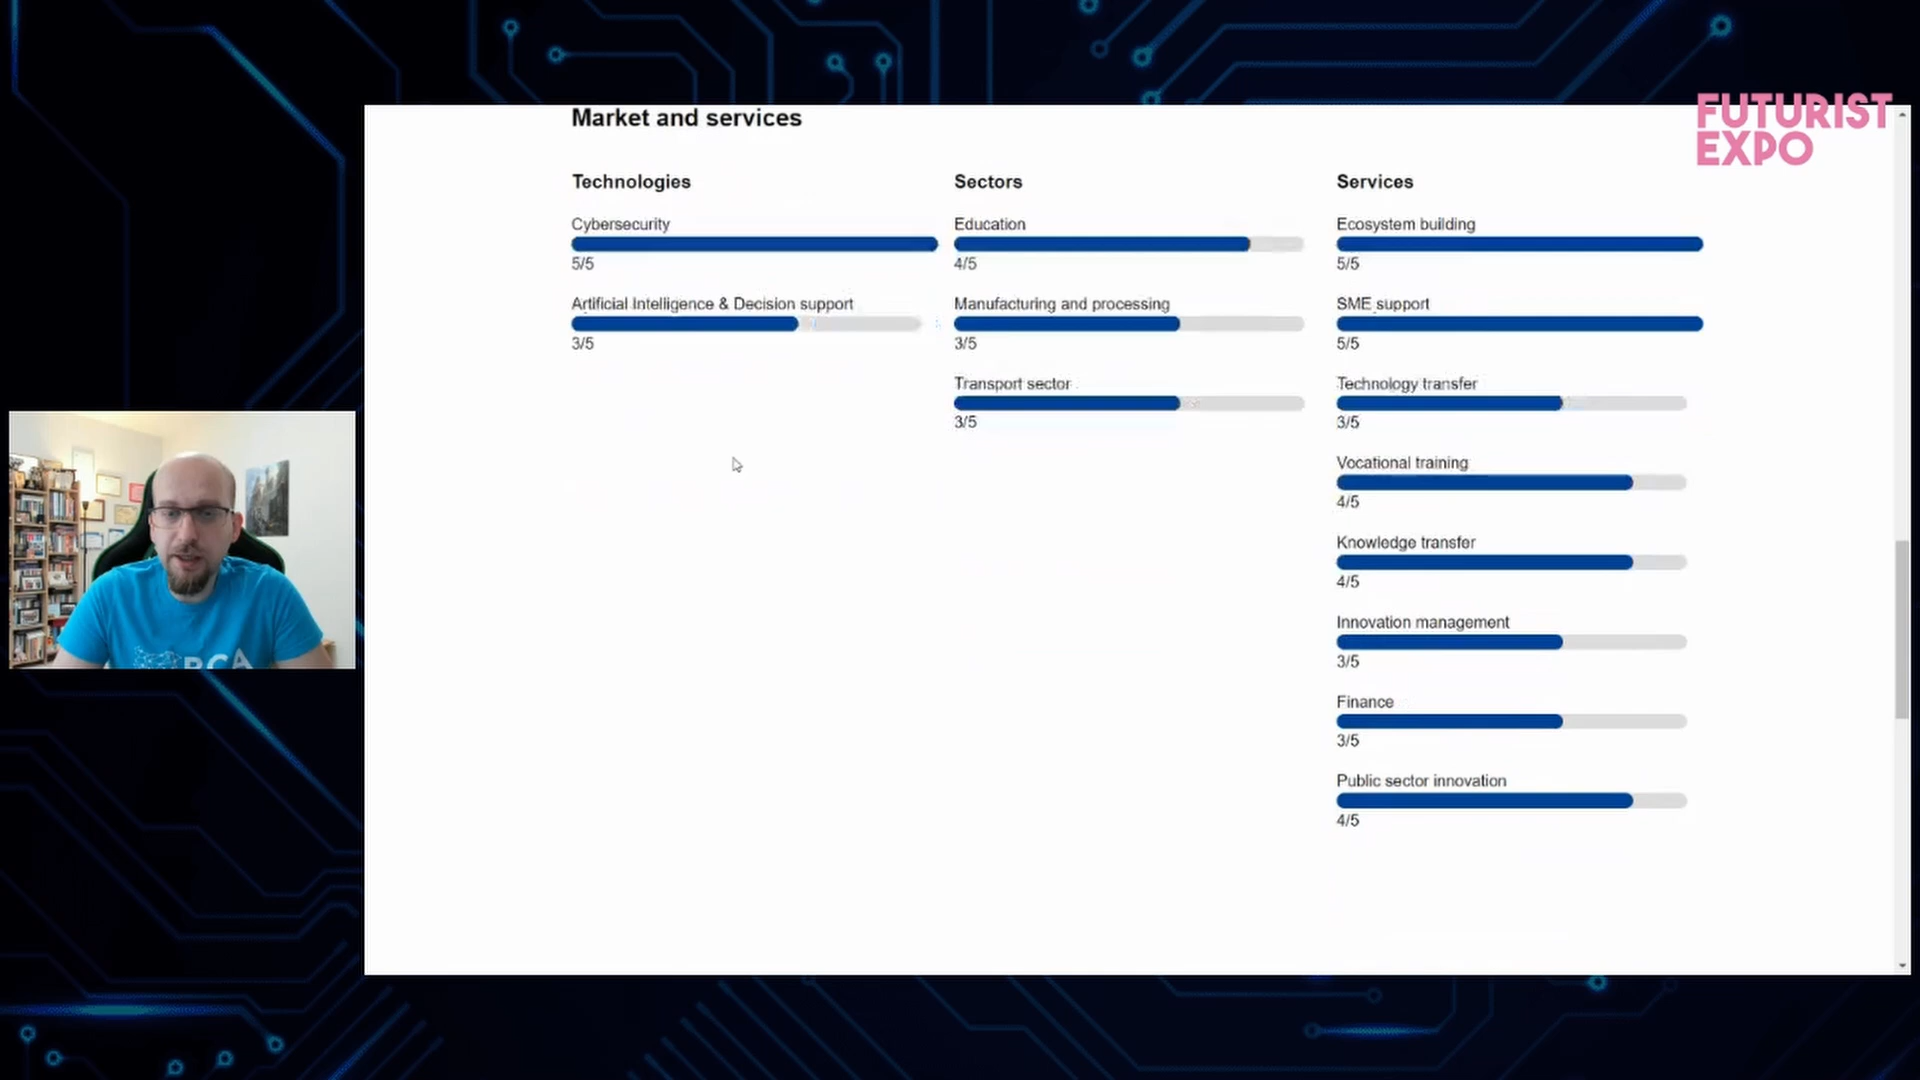 FUTURIST
EXPO
Market and services
Technologies
Cybersecurity
5/5
Artificial Intelligence & Decision support
3/5
Sectors
Education
4/5
Manufacturing and processing
3/5
Transport sector
3/5
Services
Ecosystem building
5/5
SME support
5/5
Technology transfer
3/5
Vocational training
4/5
Knowledge transfer
4/5
Innovation management
3/5
Finance
3/5
Public sector innovation
4/5